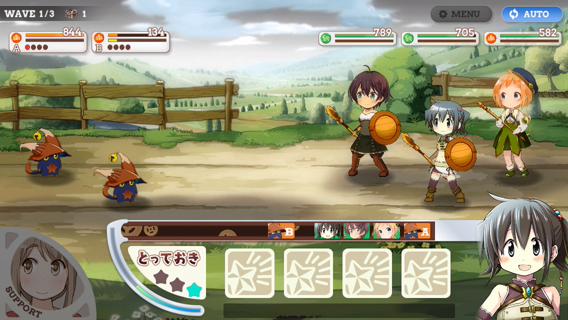 WAVE 1/3 1
MENU
AUTO
844
134
A
B
789
705
582
B
A
とっておき
SUPPORT